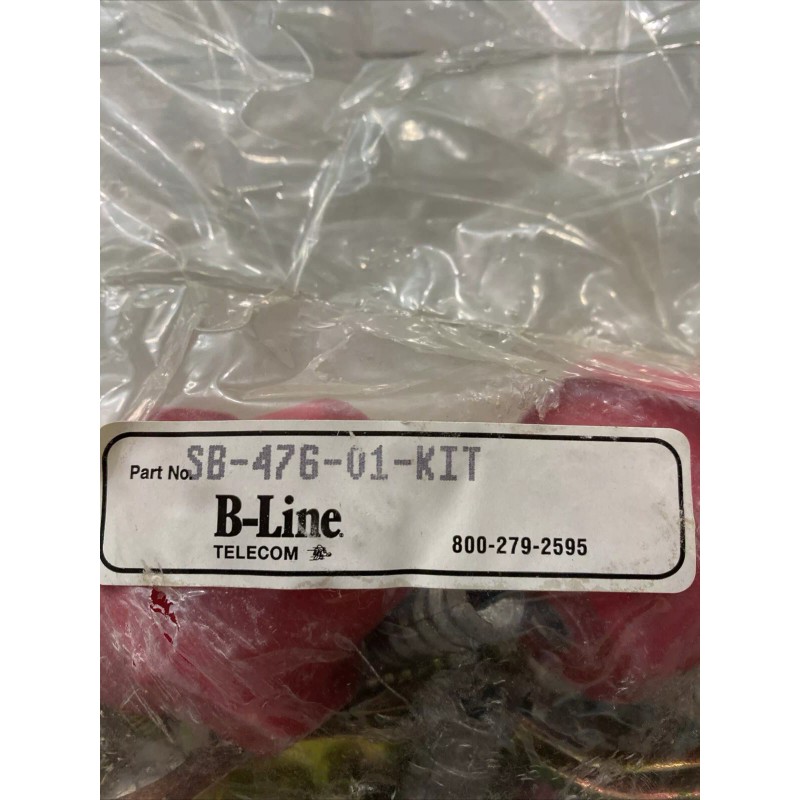 Part No. SB-476-01-KIT
B-Line
TELECOM
800-279-2595